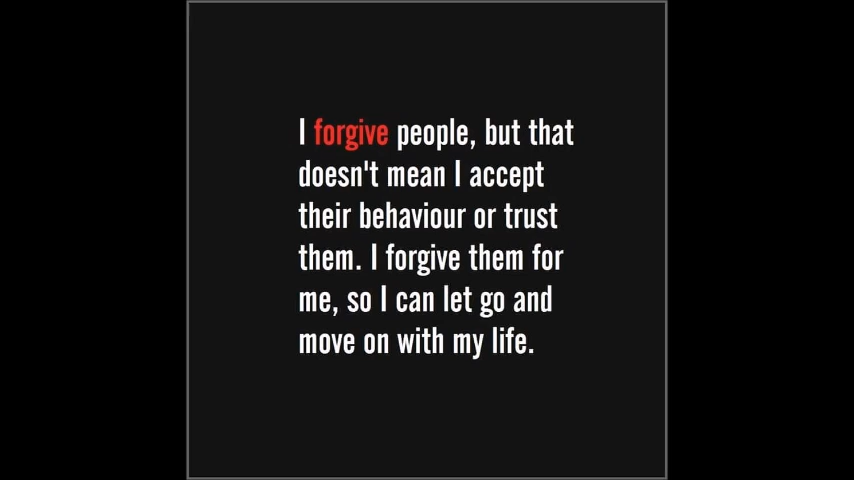 I forgive people, but that
doesn't mean I accept
their behaviour or trust
them. I forgive them for
me, so I can let go and
move on with my life.